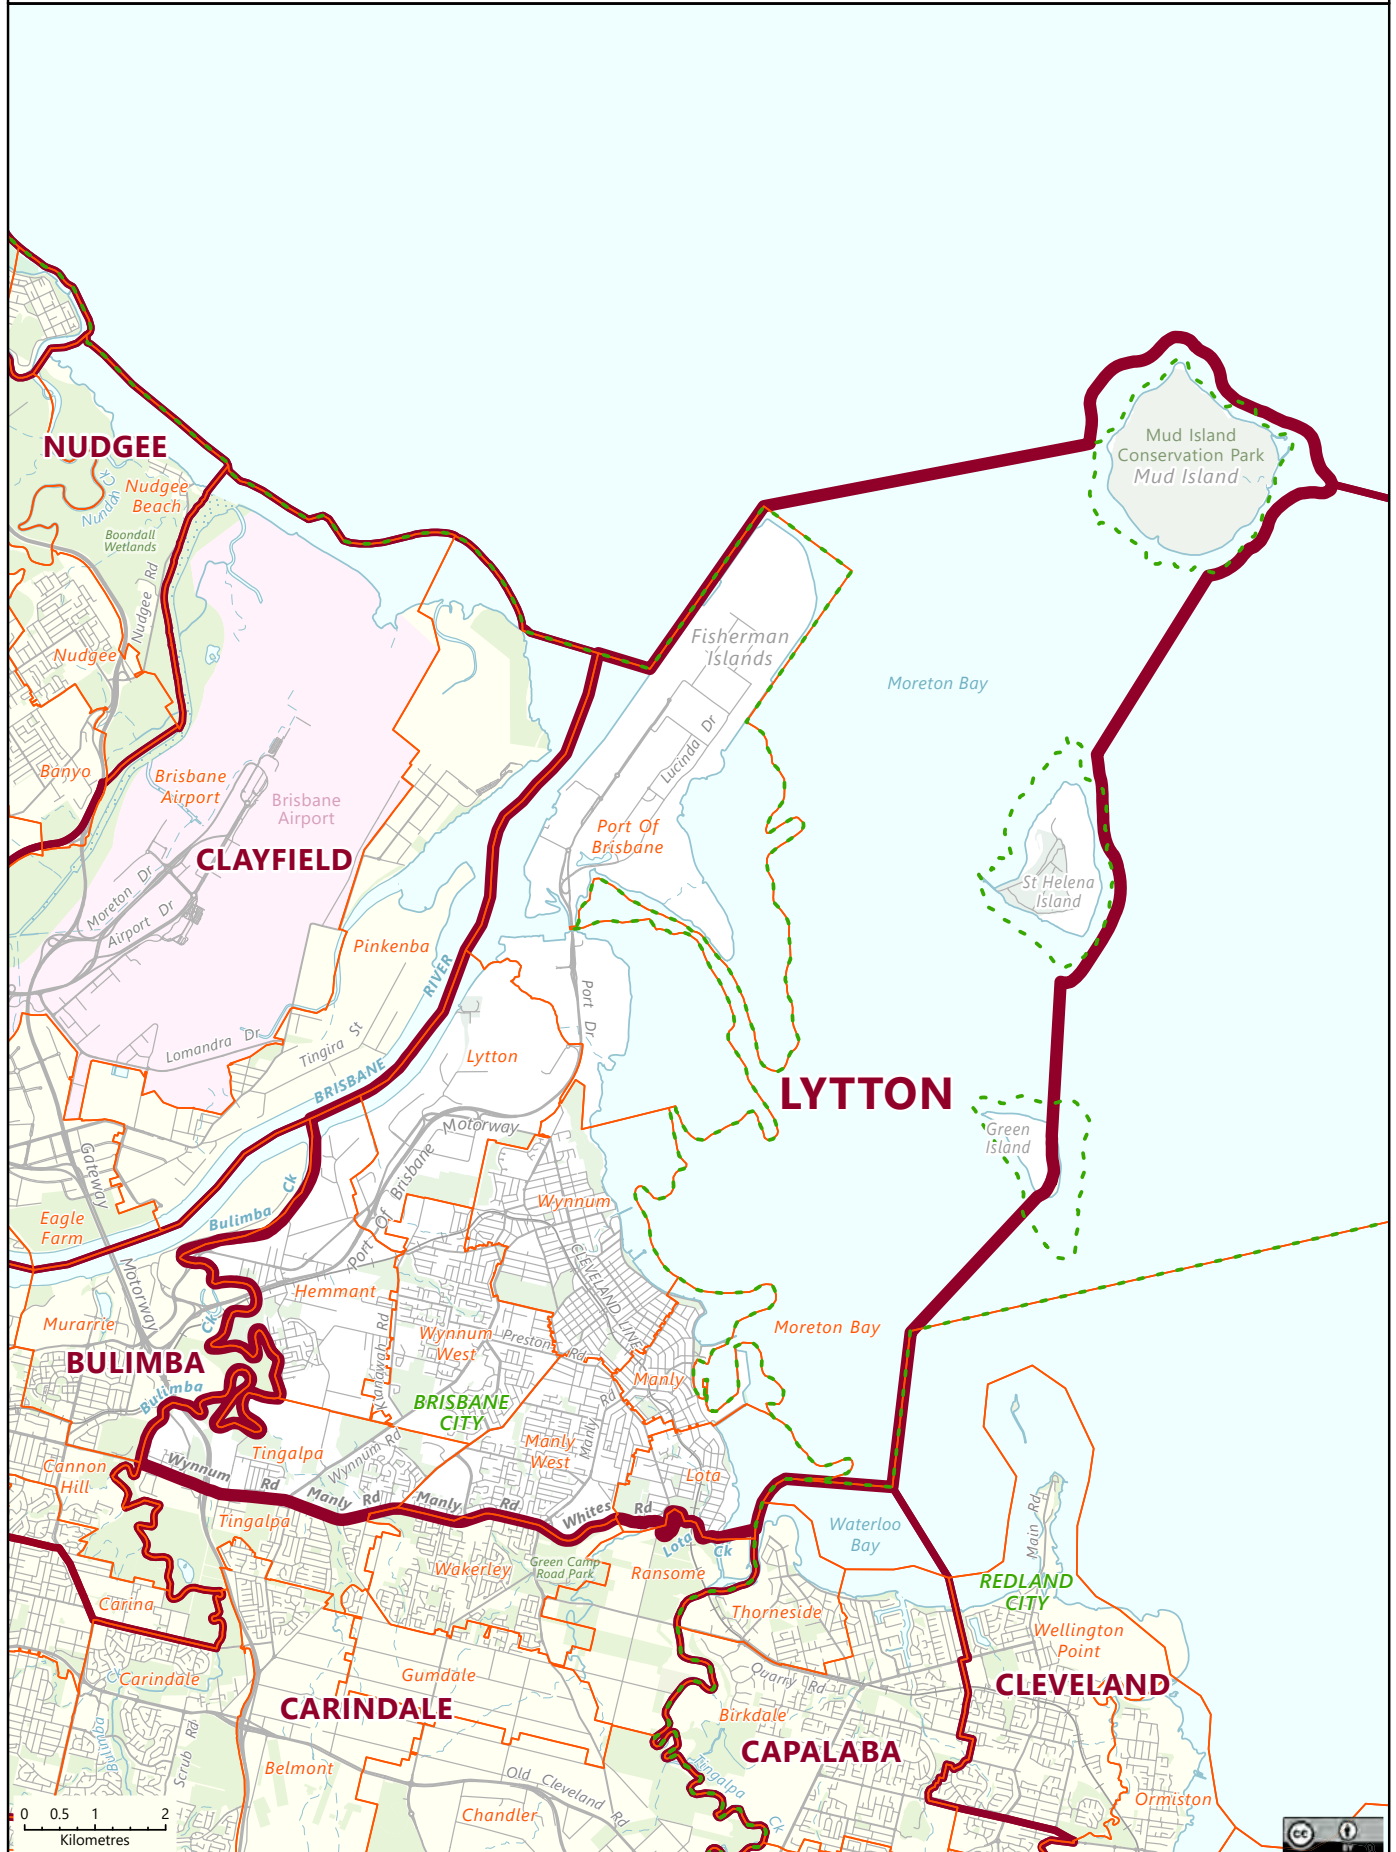 NUDGEE
Nudgee
Beach
Nundah Ck
Boondall
Wetlands
Nudgee Rd
Nudgee
Banyo
Brisbane
Airport
Brisbane
Airport
CLAYFIELD
Moreton Dr
Airport Dr
Pinkenba
RIVER
Lomandra Dr
Tingira St
BRISBANE
Mud Island
Conservation Park
Mud Island
Fisherman
Islands
Lucinda Dr
Moreton Bay
Port Of
Brisbane
St Helena
Island
Port Dr
Lytton
LYTTON
Green
Island
Motorway
Port Of Brisbane
Gateway
Motorway
Eagle
Farm
Bulimba Ck
Wynnum
CLEVELAND LINE
Hemmant
Murarrie
Ck
BULIMBA
Bulimba
Wynnum
West
Preston Rd
Kianawah Rd
Moreton Bay
Manly
BRISBANE
CITY
Manly Rd
Manly
West
Tingalpa
Wynnum Rd
Lota
Cannon
Hill
Wynnum Rd
Manly Rd
Manly Rd
Whites Rd
Tingalpa
Lota Ck
Waterloo
Bay
Main Rd
Wakerley
Green Camp
Road Park
Ransome
REDLAND
CITY
Carina
Thorneside
Wellington
Point
Carindale
Gumdale
Quarry Rd
CLEVELAND
CARINDALE
Birkdale
Bulimba
Scrub Rd
CAPALABA
Belmont
Old Cleveland Rd
Tingalpa Ck
Chandler
Ormiston
0 0.5 1 2
Kilometres
cc
BY